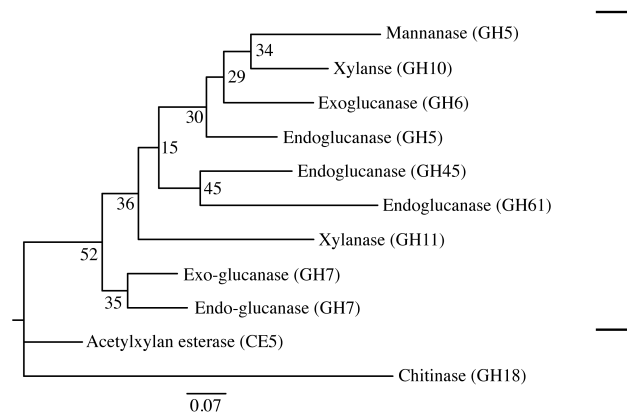 Mannanase (GH5)
34
Xylanse (GH10)
29
Exoglucanase (GH6)
30
Endoglucanase (GH5)
15
Endoglucanase (GH45)
45
36
Endoglucanase (GH61)
Xylanase (GH11)
52
Exo-glucanase (GH7)
35
Endo-glucanase (GH7)
Acetylxylan esterase (CE5)
Chitinase (GH18)
0.07